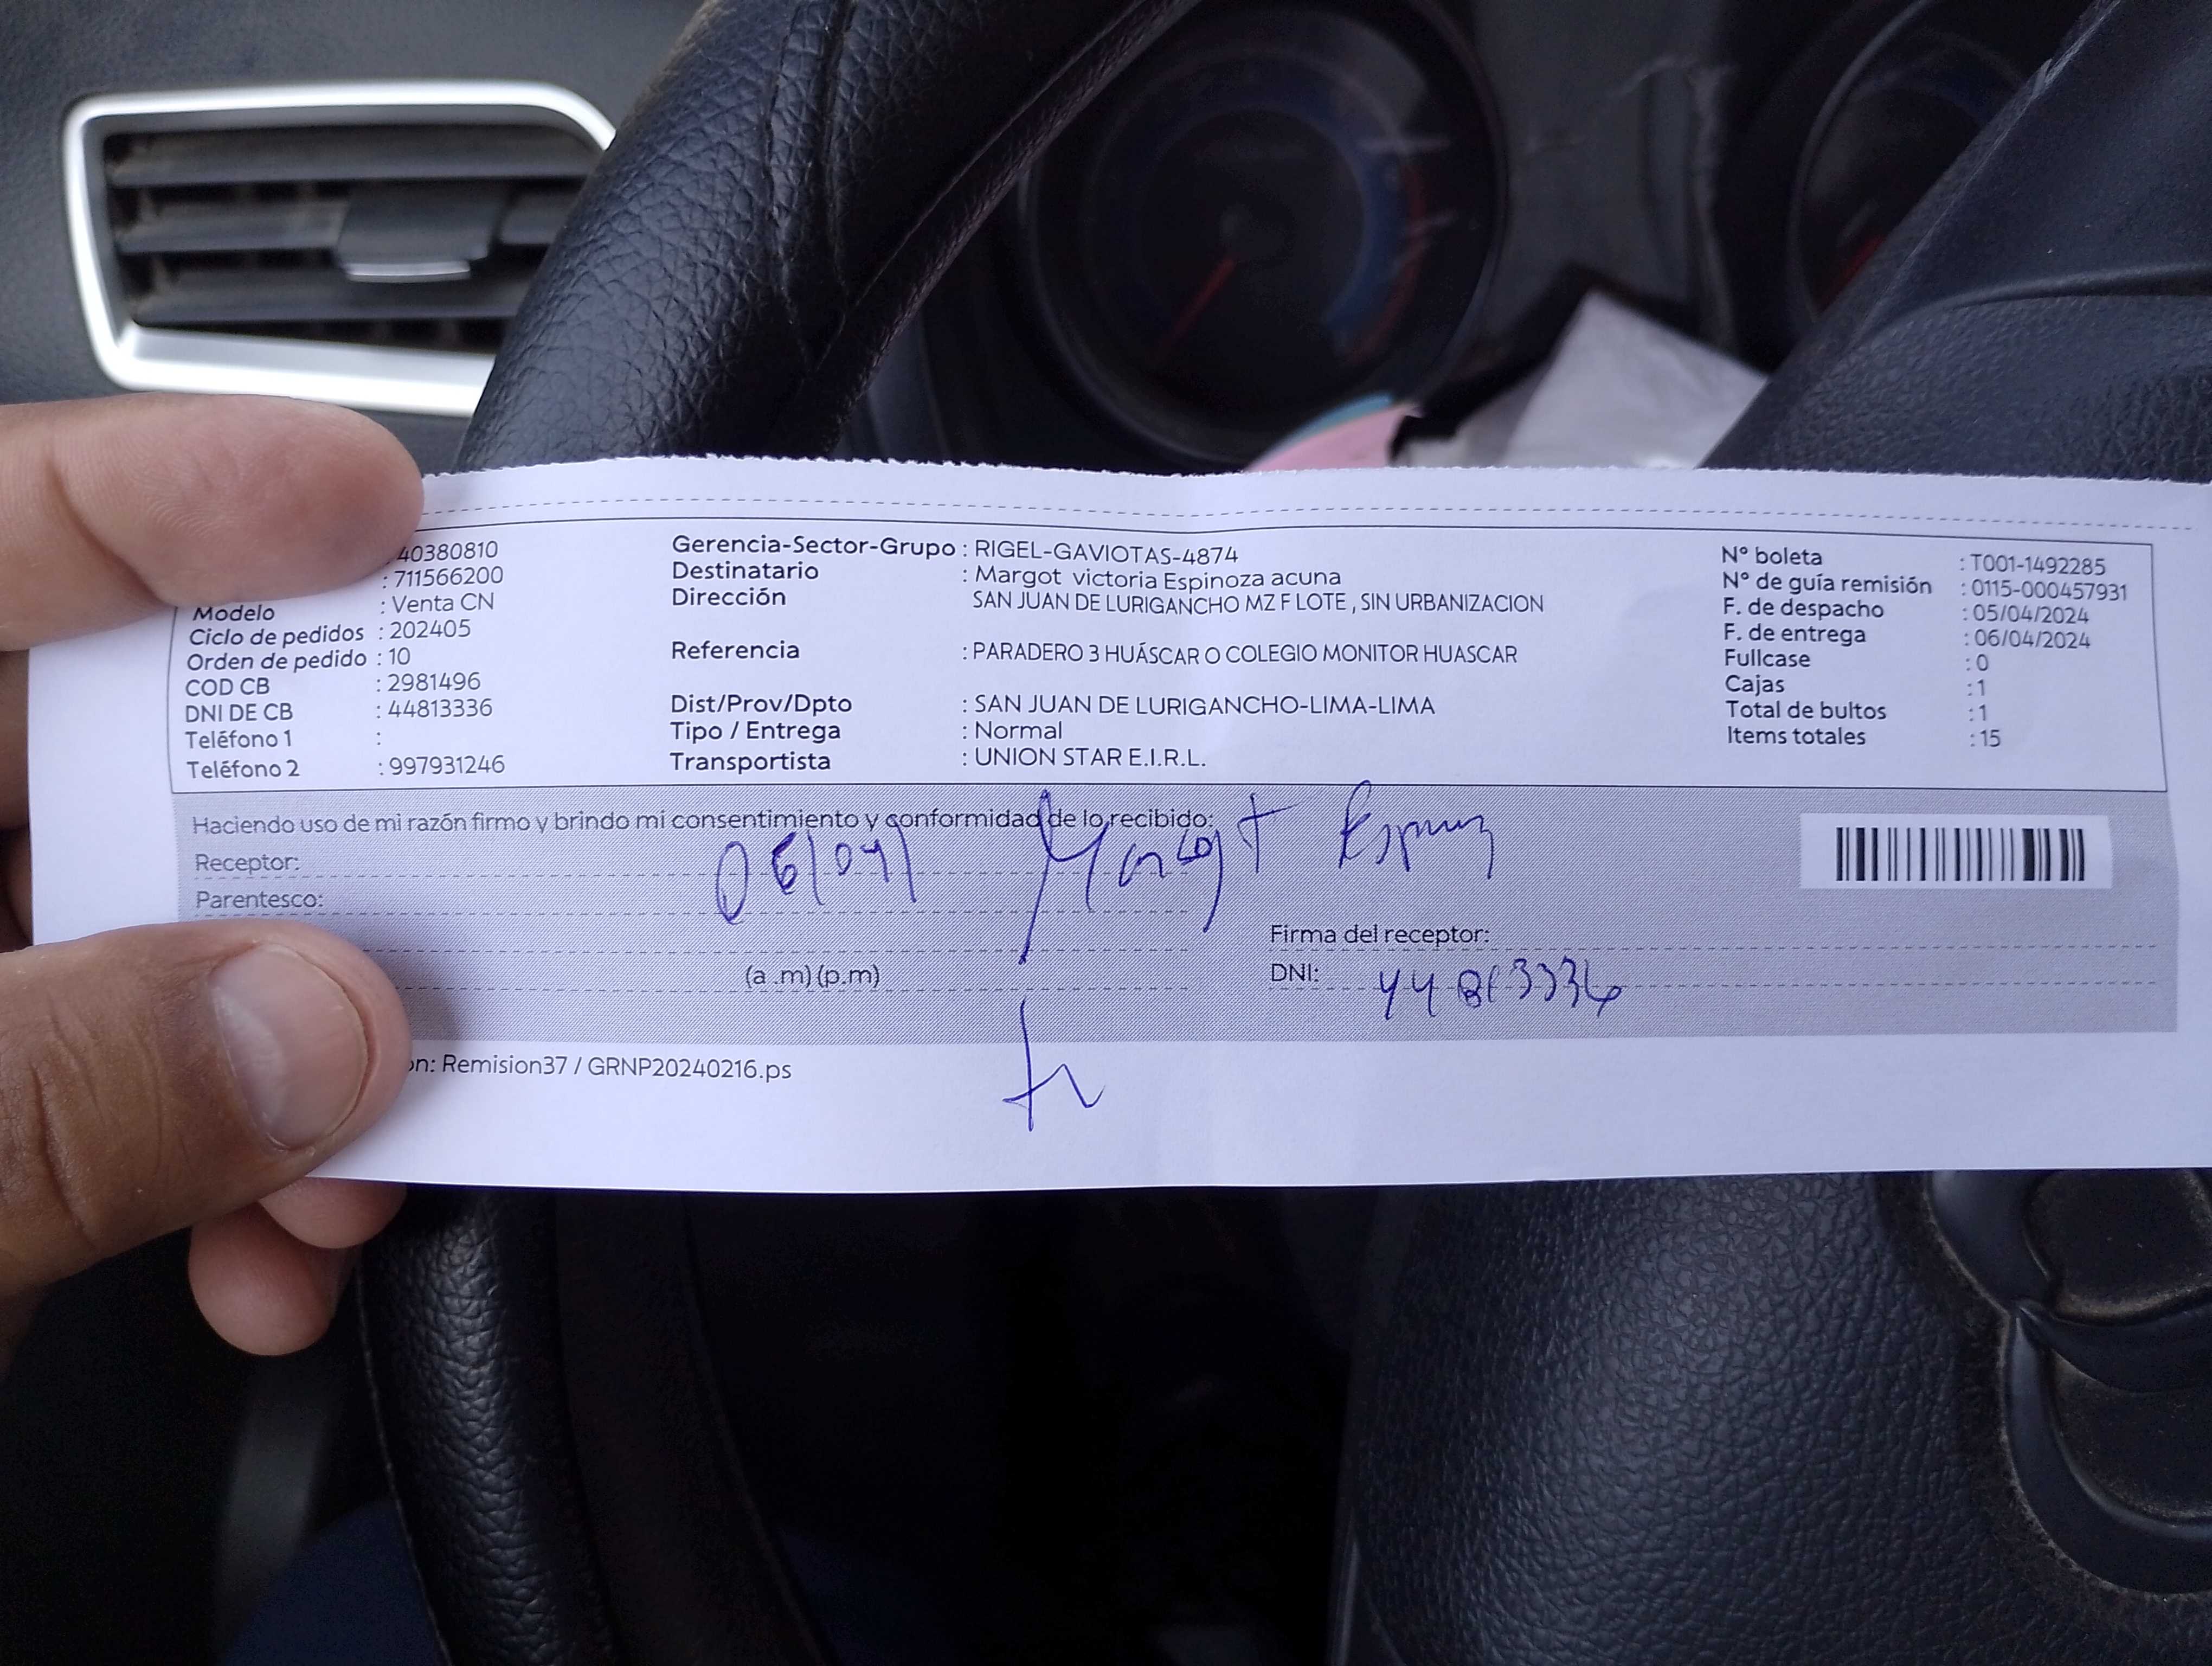 40380810
: 711566200
Modelo : Venta CN
Ciclo de pedidos : 202405
Orden de pedido : 10
COD CB : 2981496
DNI DE CB : 44813336
Teléfono 1 :
Teléfono 2 : 997931246
Gerencia-Sector-Grupo : RIGEL-GAVIOTAS-4874
Destinatario : Margot victoria Espinoza acuna
Dirección SAN JUAN DE LURIGANCHO MZ F LOTE , SIN URBANIZACION
Referencia : PARADERO 3 HUÁSCAR O COLEGIO MONITOR HUASCAR
Dist/Prov/Dpto : SAN JUAN DE LURIGANCHO-LIMA-LIMA
Tipo / Entrega : Normal
Transportista : UNION STAR E.I.R.L.
N° boleta : T001-1492285
N° de guía remisión : 0115-000457931
F. de despacho : 05/04/2024
F. de entrega : 06/04/2024
Fullcase : 0
Cajas : 1
Total de bultos : 1
Items totales : 15
Haciendo uso de mi razón firmo y brindo mi consentimiento y conformidad de lo recibido:
Receptor: 06/04/ Margot
Parentesco:
Firma del receptor:
(a .m) (p.m)
DNI: 44813336
on: Remision37 / GRNP20240216.ps